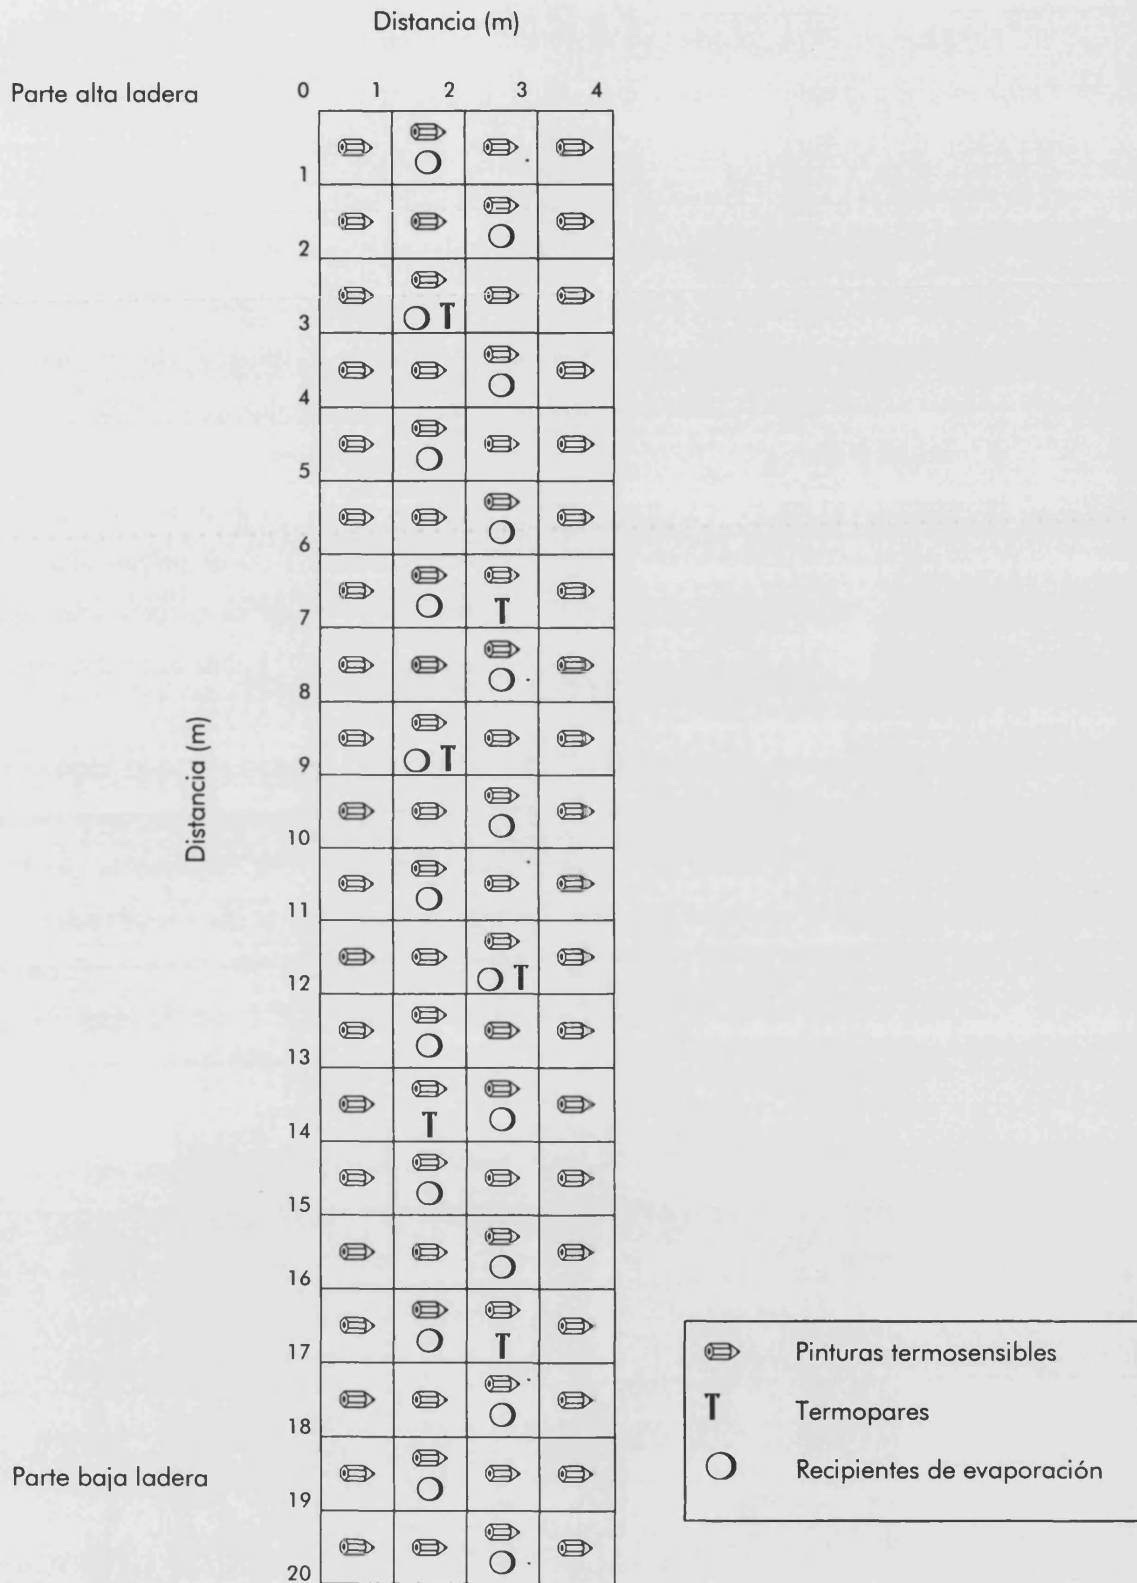 Distancia (m)
Parte alta ladera
0 1 2 3 4
1
2
3
T
4
5
6
7
T
8
9
T
Distancia (m)
10
11
12
T
13
14
T
15
16
17
T
18
19
20
Parte baja ladera
Pinturas termosensibles
T Termopares
Recipientes de evaporación